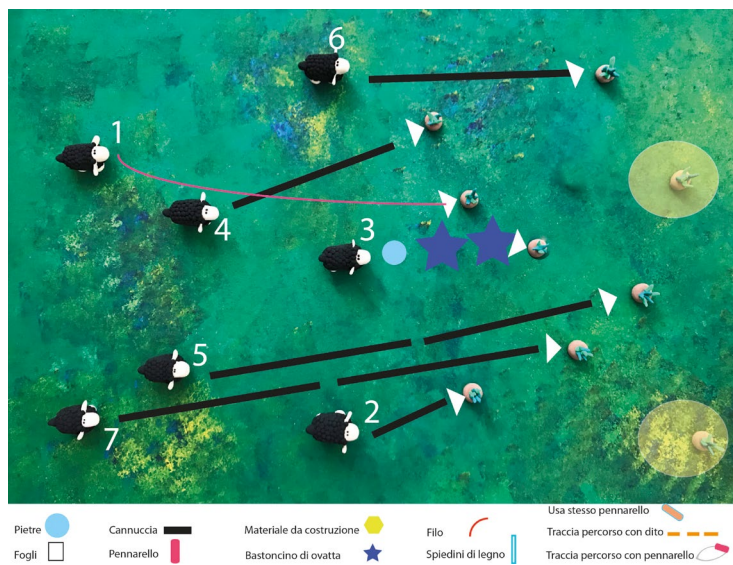 6
1
4
3
5
7
2
Usa stesso pennarello
Pietre Cannuccia Materiale da costruzione Filo Traccia percorso con dito
Fogli Pennarello Bastoncino di ovatta Spiedini di legno Traccia percorso con pennarello